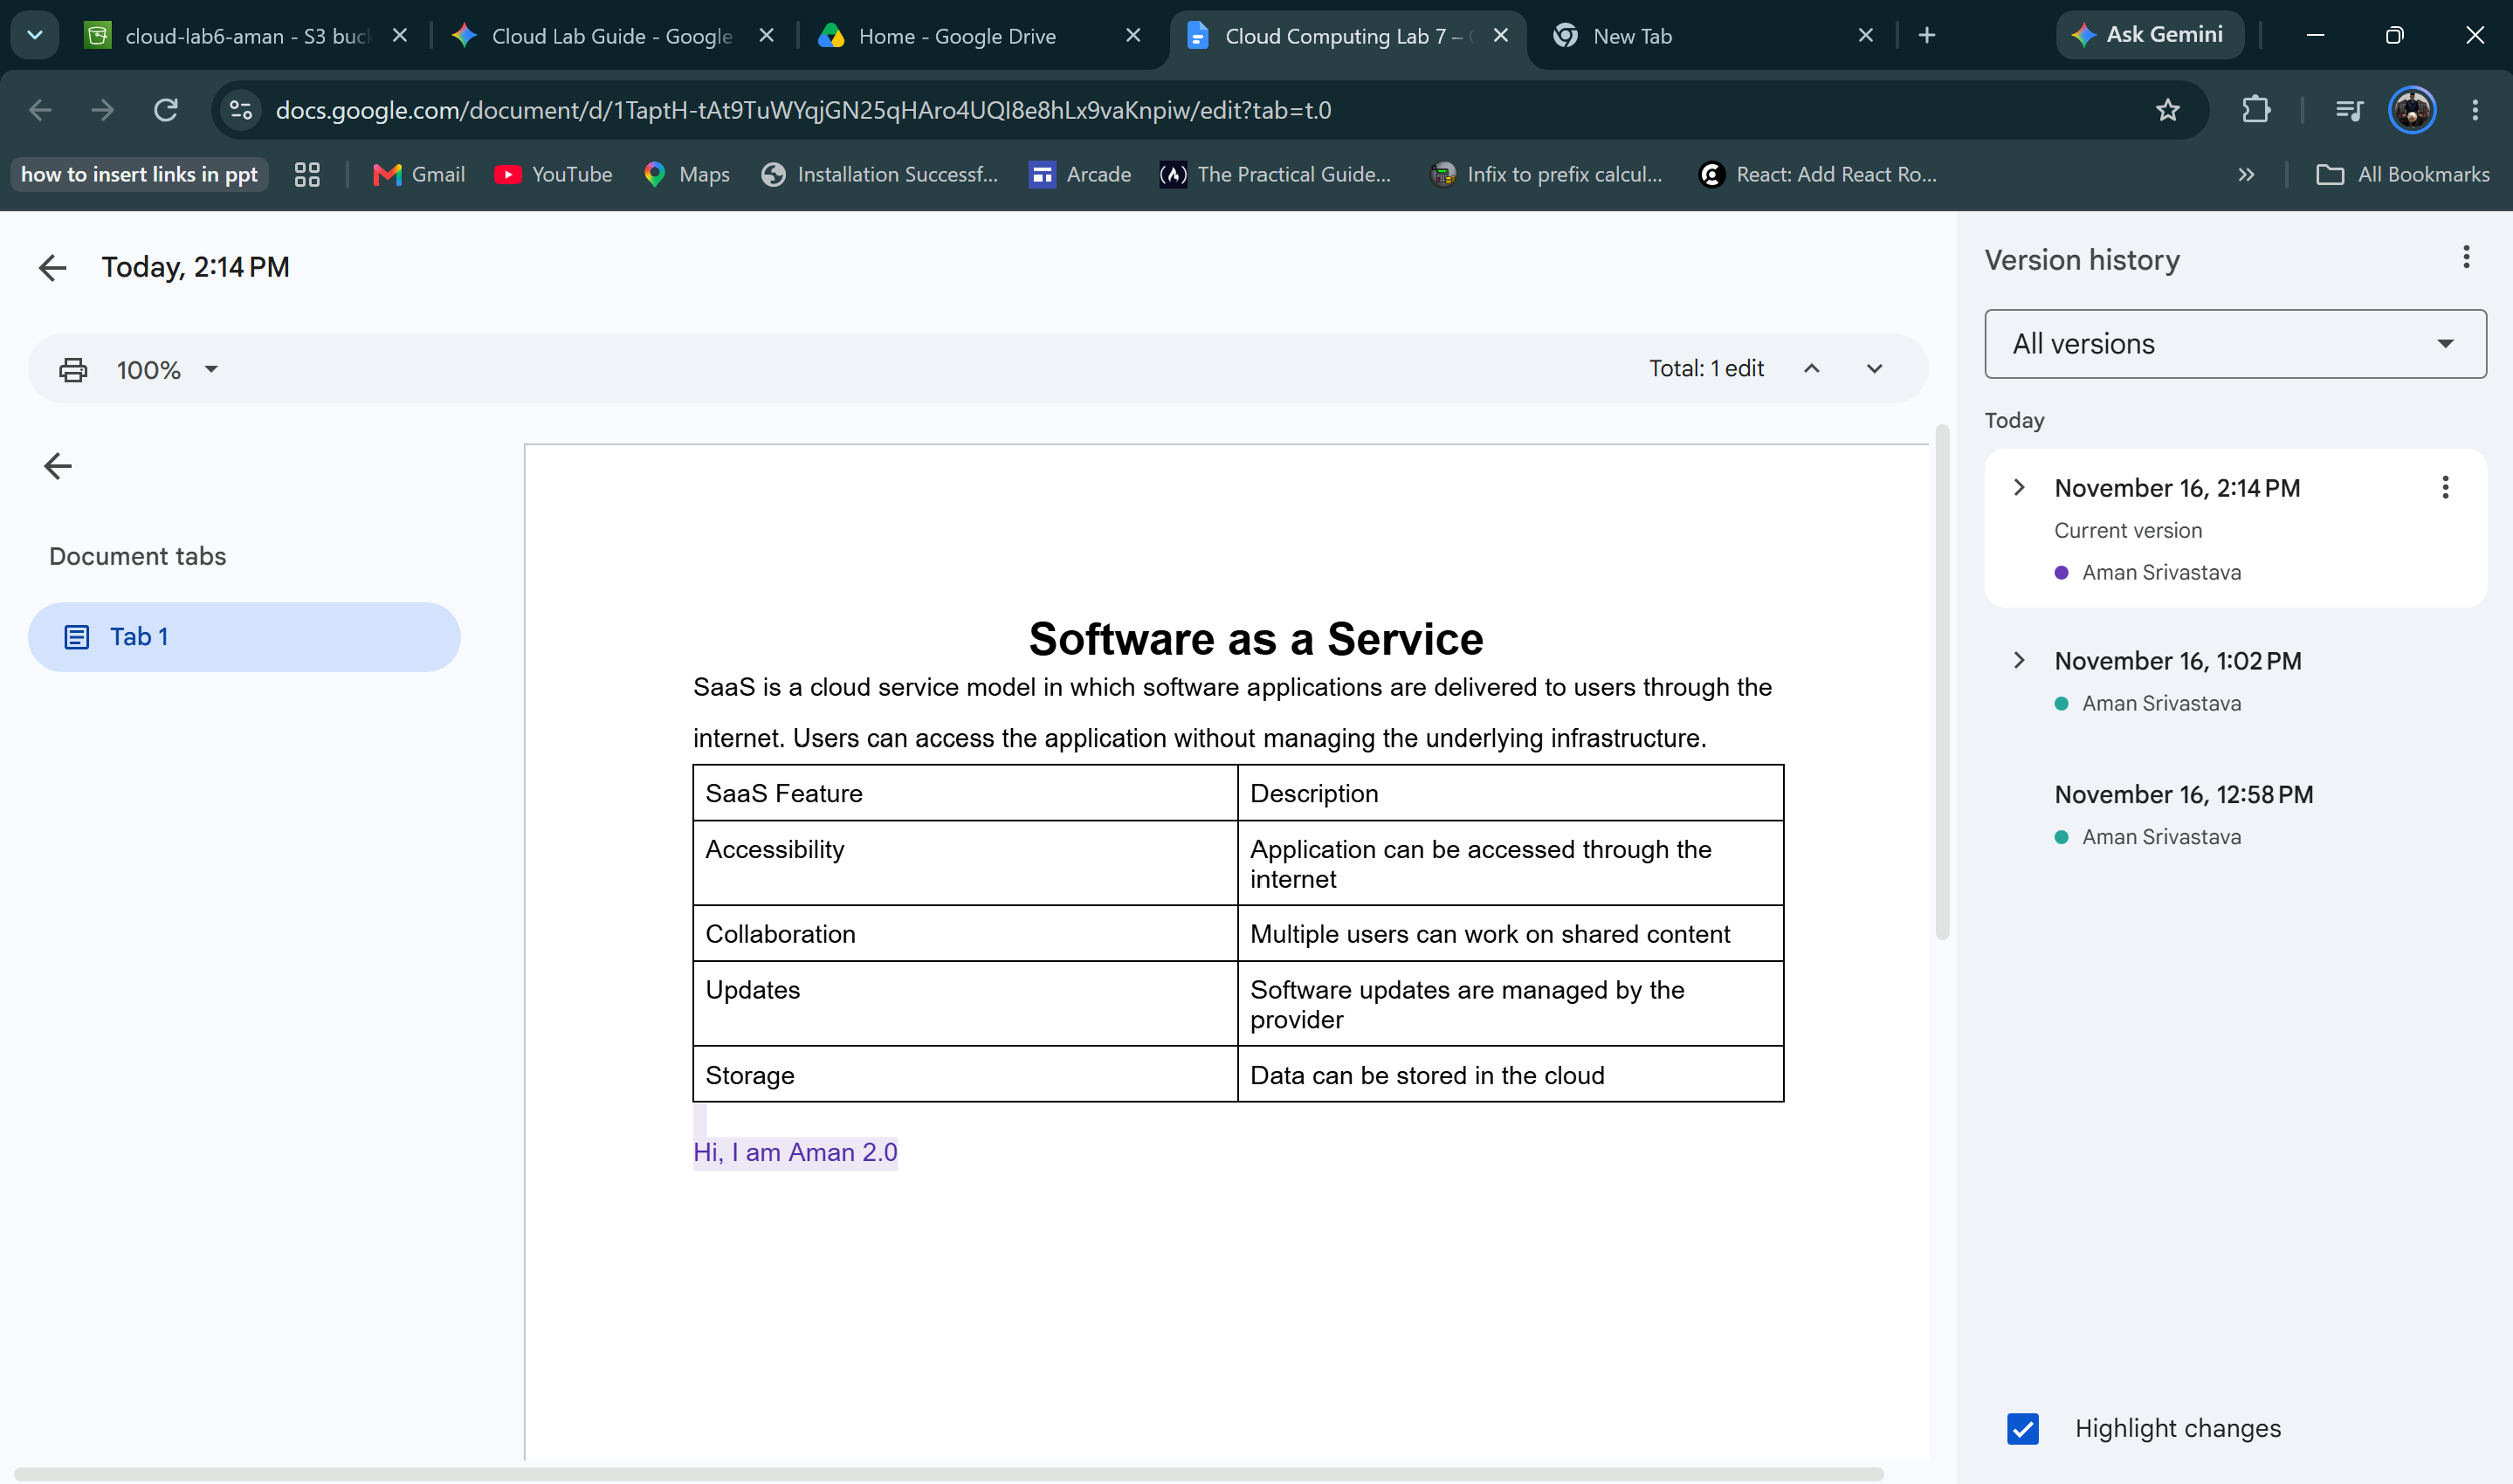 cloud-lab6-aman - S3 buc
Cloud Lab Guide - Google
Home - Google Drive
Cloud Computing Lab 7 –
New Tab
Ask Gemini
docs.google.com/document/d/1TaptH-tAt9TuWYqjGN25qHAro4UQI8e8hLx9vaKnpiw/edit?tab=t.0
how to insert links in ppt
Gmail
YouTube
Maps
Installation Successf...
Arcade
The Practical Guide...
Infix to prefix calcul...
React: Add React Ro...
All Bookmarks
Today, 2:14 PM
100%
Total: 1 edit
Document tabs
Tab 1
Software as a Service
SaaS is a cloud service model in which software applications are delivered to users through the
internet. Users can access the application without managing the underlying infrastructure.
SaaS Feature Description
Accessibility Application can be accessed through the
internet
Collaboration Multiple users can work on shared content
Updates Software updates are managed by the
provider
Storage Data can be stored in the cloud
Hi, I am Aman 2.0
Version history
All versions
Today
November 16, 2:14 PM
Current version
Aman Srivastava
November 16, 1:02 PM
Aman Srivastava
November 16, 12:58 PM
Aman Srivastava
Highlight changes